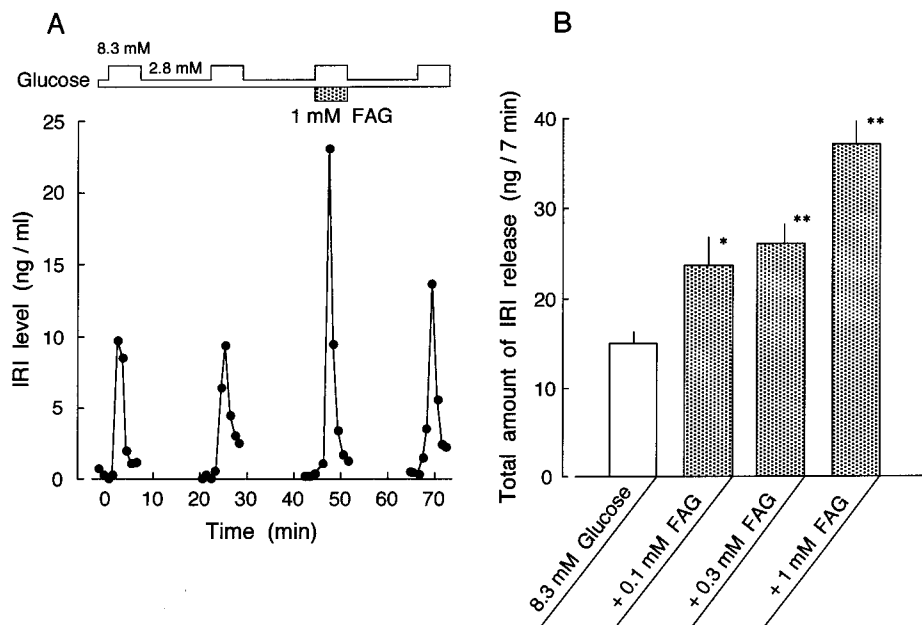 A
8.3 mM
2.8 mM
Glucose
1 mM FAG
25
20
15
10
5
0
IRI level (ng / ml)
0 10 20 30 40 50 60 70
Time (min)
B
40
30
20
10
0
Total amount of IRI release (ng / 7 min)
*
**
**
8.3 mM Glucose
+ 0.1 mM FAG
+ 0.3 mM FAG
+ 1 mM FAG